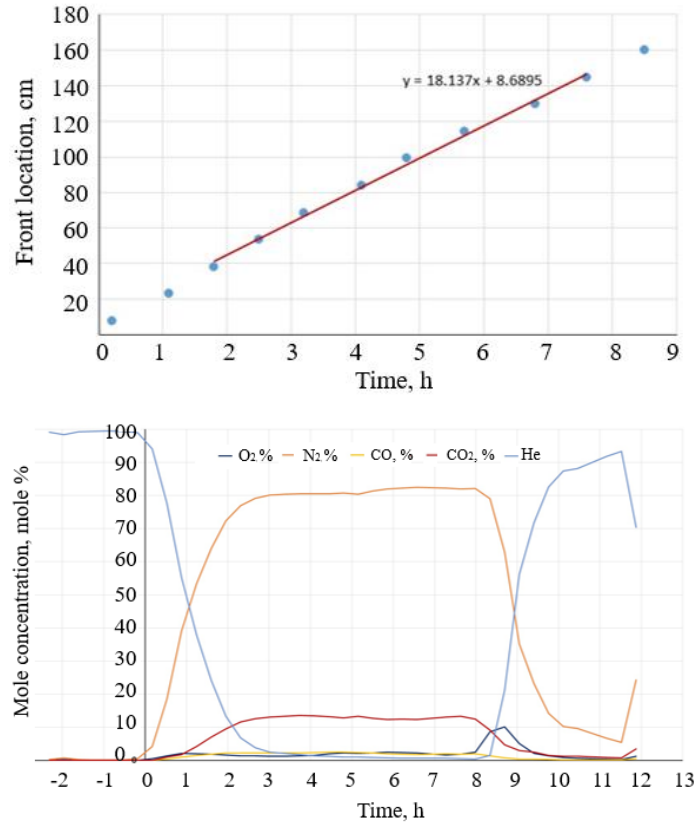 180
160
140
120
100
80
60
40
20
Front location, cm
y = 18.137x + 8.6895
0 1 2 3 4 5 6 7 8 9
Time, h
100
90
80
70
60
50
40
30
20
10
0
Mole concentration, mole %
O2 % N2 % CO, % CO2, % He
-2 -1 0 1 2 3 4 5 6 7 8 9 10 11 12 13
Time, h